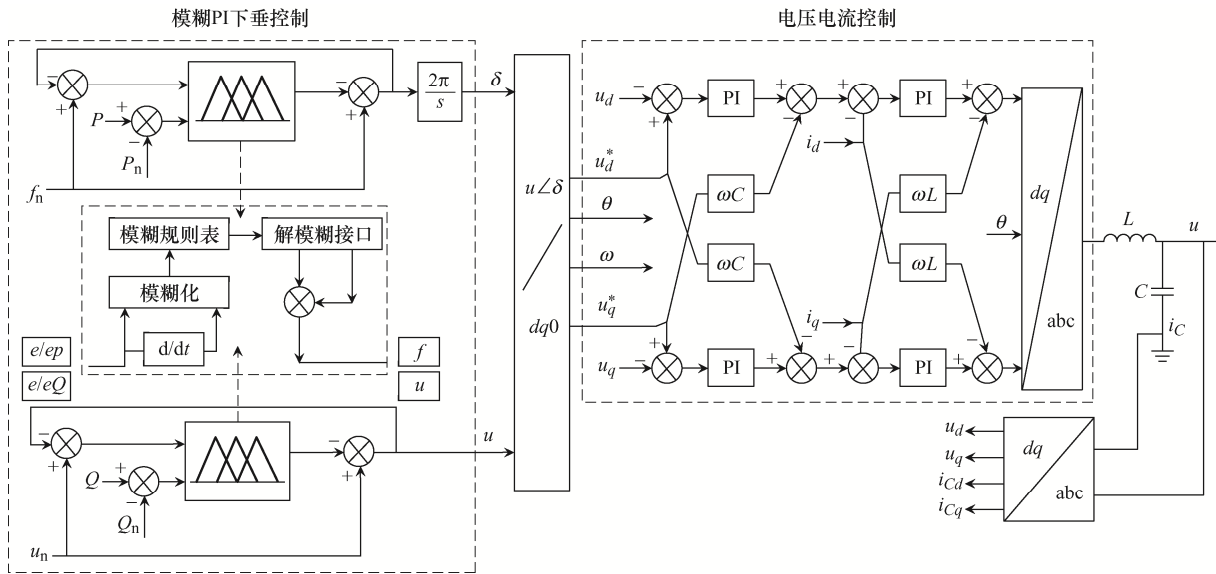 模糊PI下垂控制
电压电流控制
−
+
P
+
−
Pn
fn
−
+
2π
s
δ
模糊规则表
解模糊接口
模糊化
d/dt
e/ep
e/eQ
f
u
−
+
Q
+
−
Qn
un
−
+
u
u∠δ
dq0
u*d
θ
ω
u*q
ud
−
+
PI
+
−
+
−
PI
+
−
id
ωC
ωL
ωC
ωL
iq
uq
−
+
PI
+
−
+
−
−
PI
+
−
θ
dq
abc
L
u
C
iC
ud
uq
iCd
iCq
dq
abc